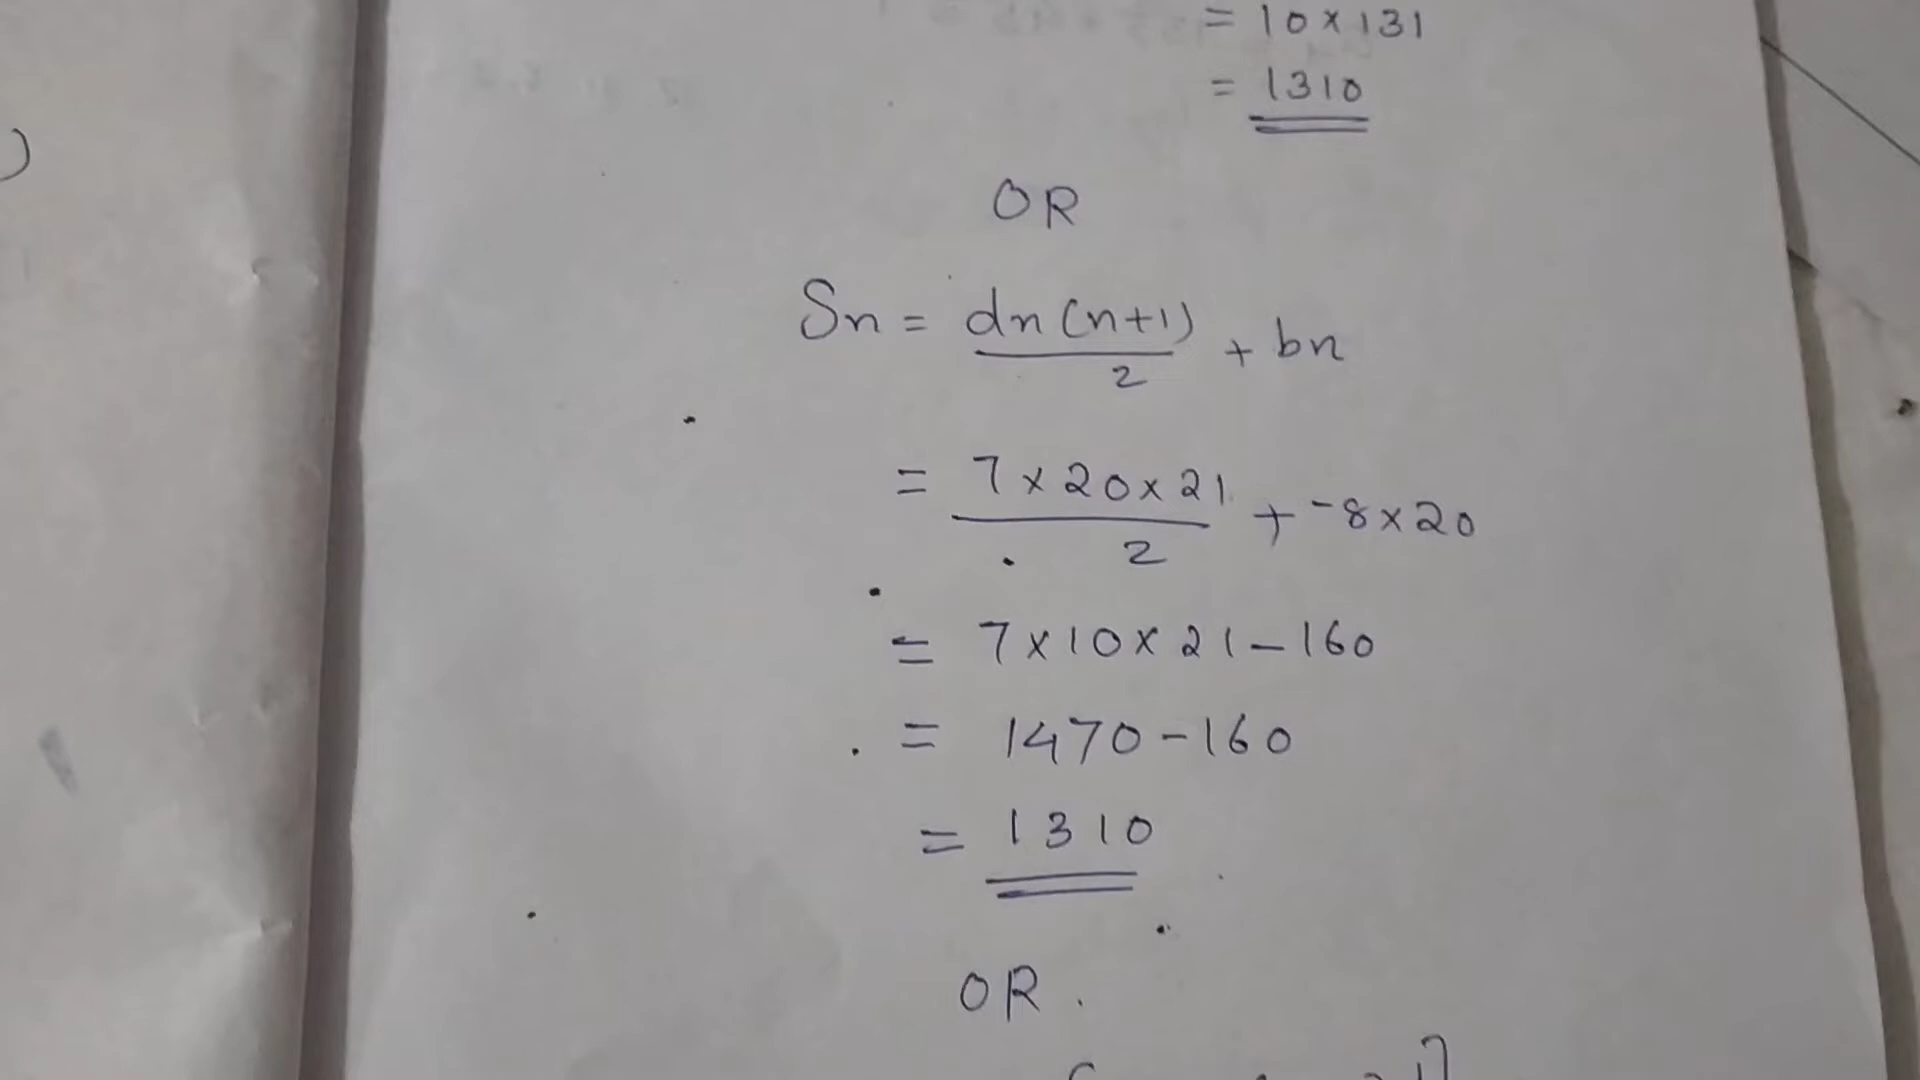 = 10 × 131
= 1310
OR
Sn = dn(n+1)/2 + bn
= 7 × 20 × 21/2 + -8 × 20
= 7 × 10 × 21 - 160
= 1470 - 160
= 1310
OR.